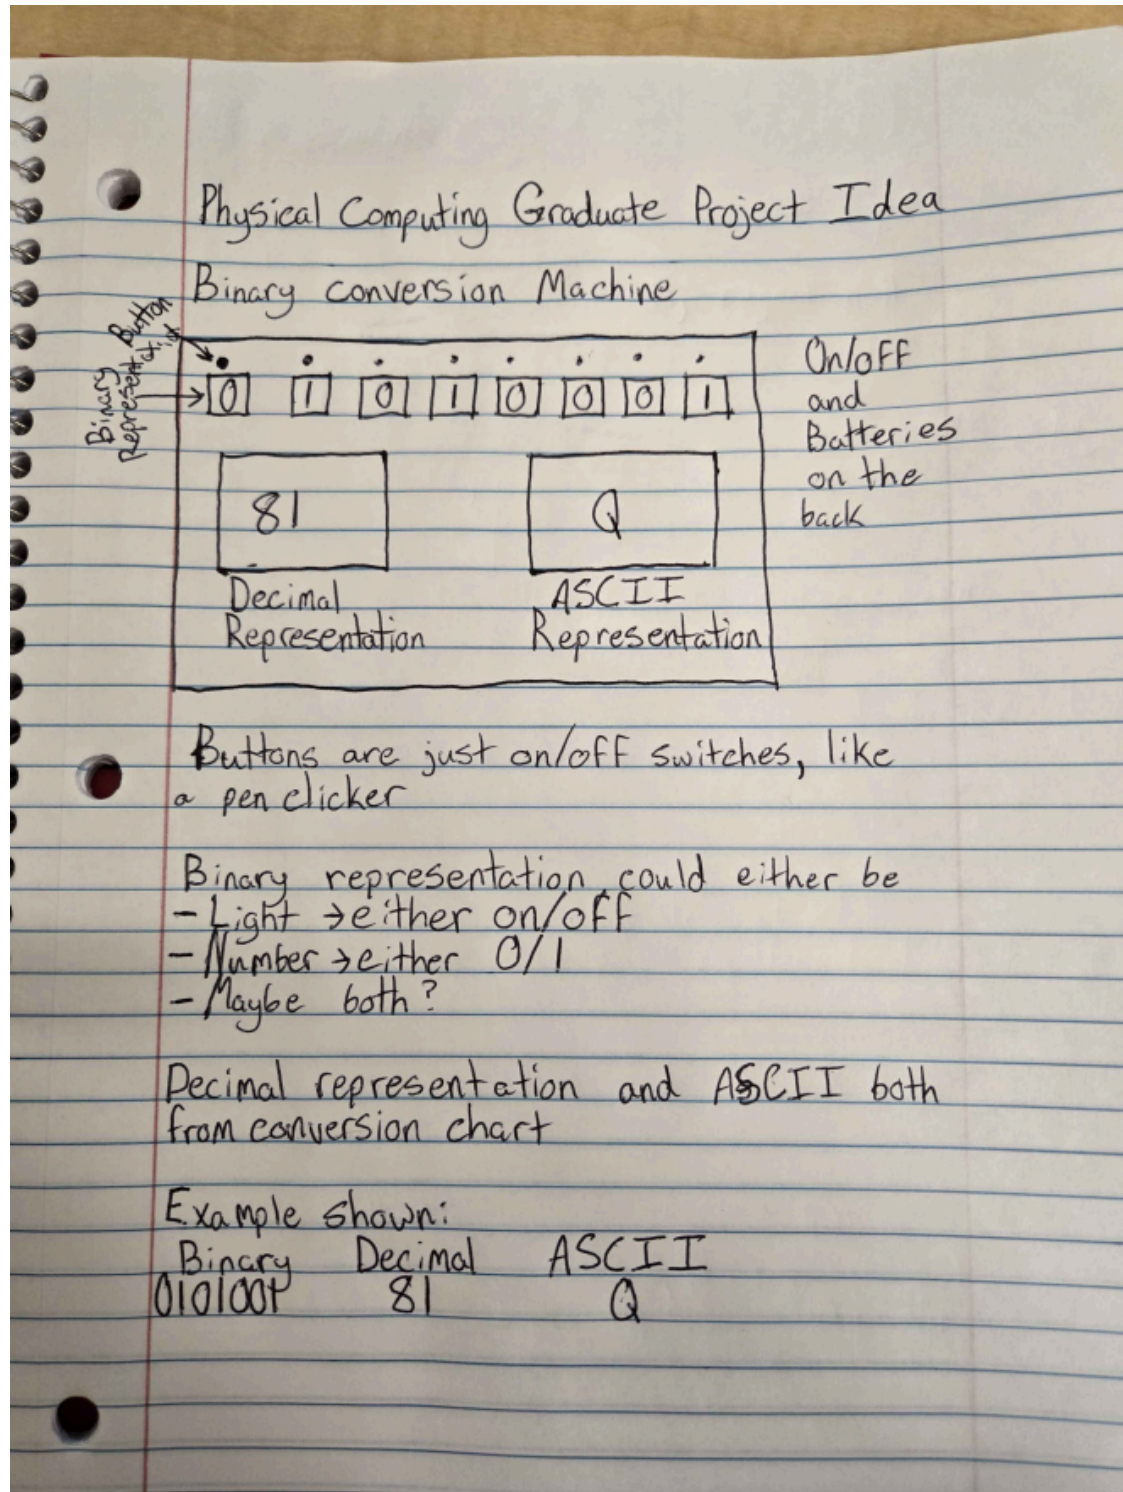 Physical Computing Graduate Project Idea
Binary conversion Machine
Button
Binary
Representation
0 1 0 1 0 0 0 1
On/off
and
Batteries
on the
back
81 Q
Decimal ASCII
Representation Representation
Buttons are just on/off switches, like
a pen clicker
Binary representation could either be
- Light → either on/off
- Number → either 0/1
- Maybe both?
Decimal representation and ASCII both
from conversion chart
Example shown:
Binary Decimal ASCII
01010001 81 Q